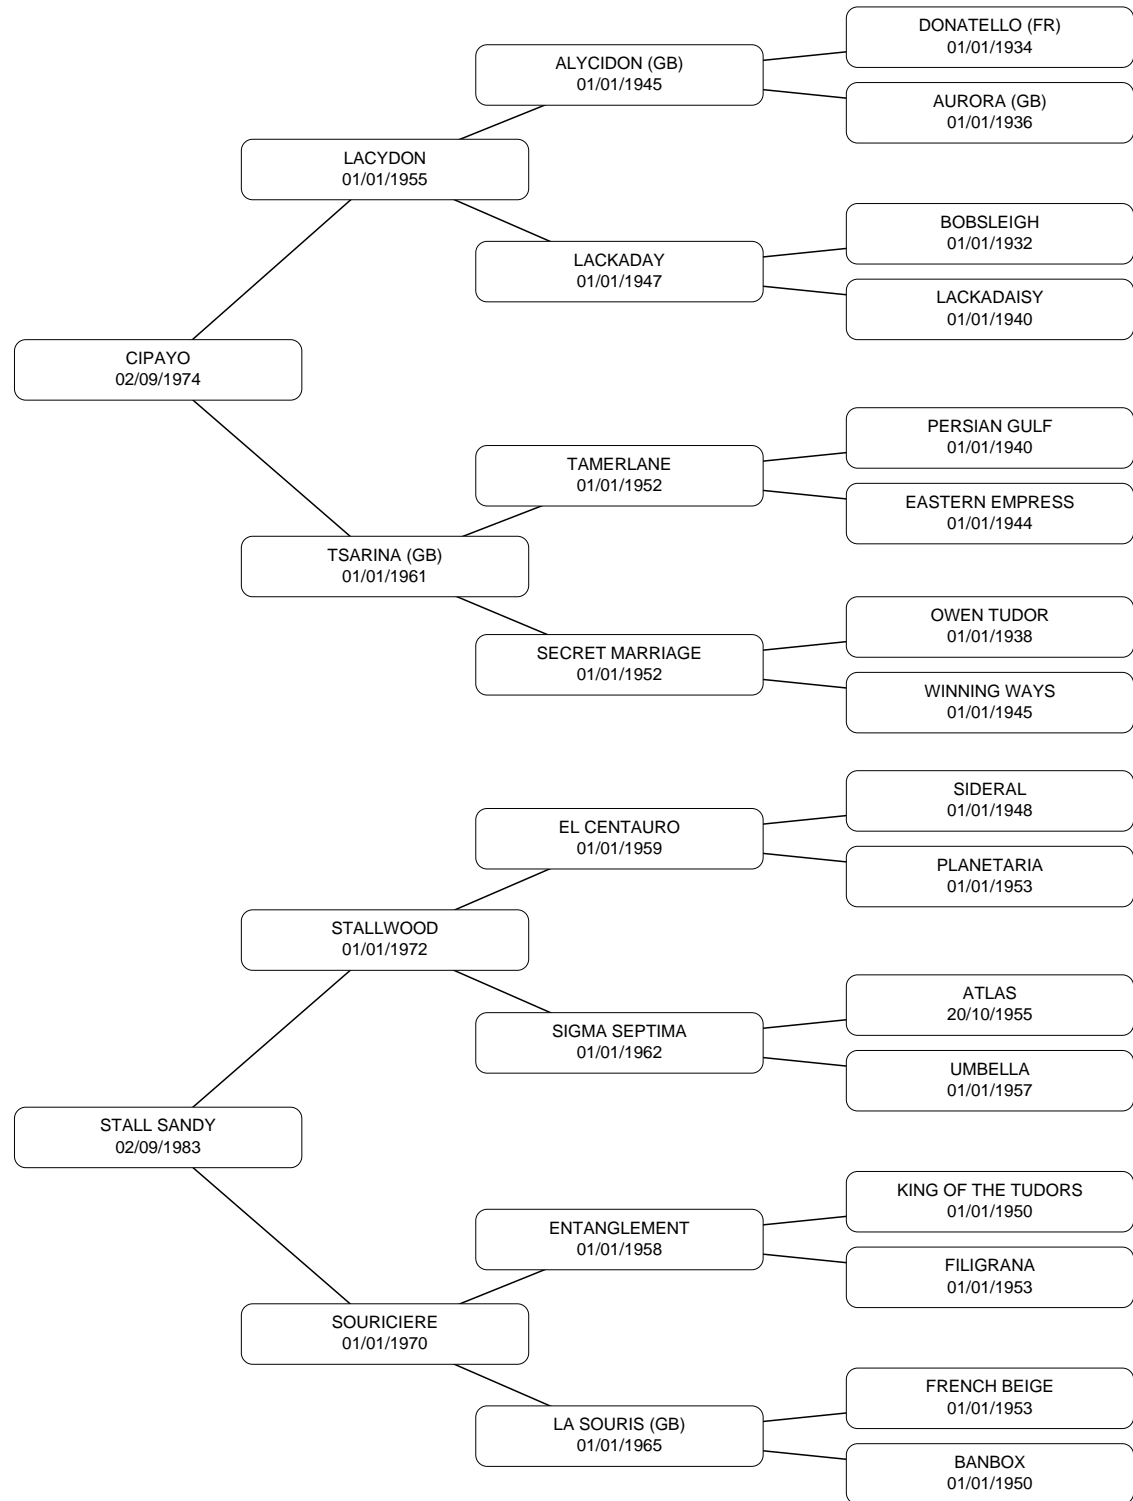 DONATELLO (FR)
01/01/1934
ALYCIDON (GB)
01/01/1945
AURORA (GB)
01/01/1936
LACYDON
01/01/1955
BOBSLEIGH
01/01/1932
LACKADAY
01/01/1947
LACKADAISY
01/01/1940
CIPAYO
02/09/1974
PERSIAN GULF
01/01/1940
TAMERLANE
01/01/1952
EASTERN EMPRESS
01/01/1944
TSARINA (GB)
01/01/1961
OWEN TUDOR
01/01/1938
SECRET MARRIAGE
01/01/1952
WINNING WAYS
01/01/1945
SIDERAL
01/01/1948
EL CENTAURO
01/01/1959
PLANETARIA
01/01/1953
STALLWOOD
01/01/1972
ATLAS
20/10/1955
SIGMA SEPTIMA
01/01/1962
UMBELLA
01/01/1957
STALL SANDY
02/09/1983
KING OF THE TUDORS
01/01/1950
ENTANGLEMENT
01/01/1958
FILIGRANA
01/01/1953
SOURICIERE
01/01/1970
FRENCH BEIGE
01/01/1953
LA SOURIS (GB)
01/01/1965
BANBOX
01/01/1950